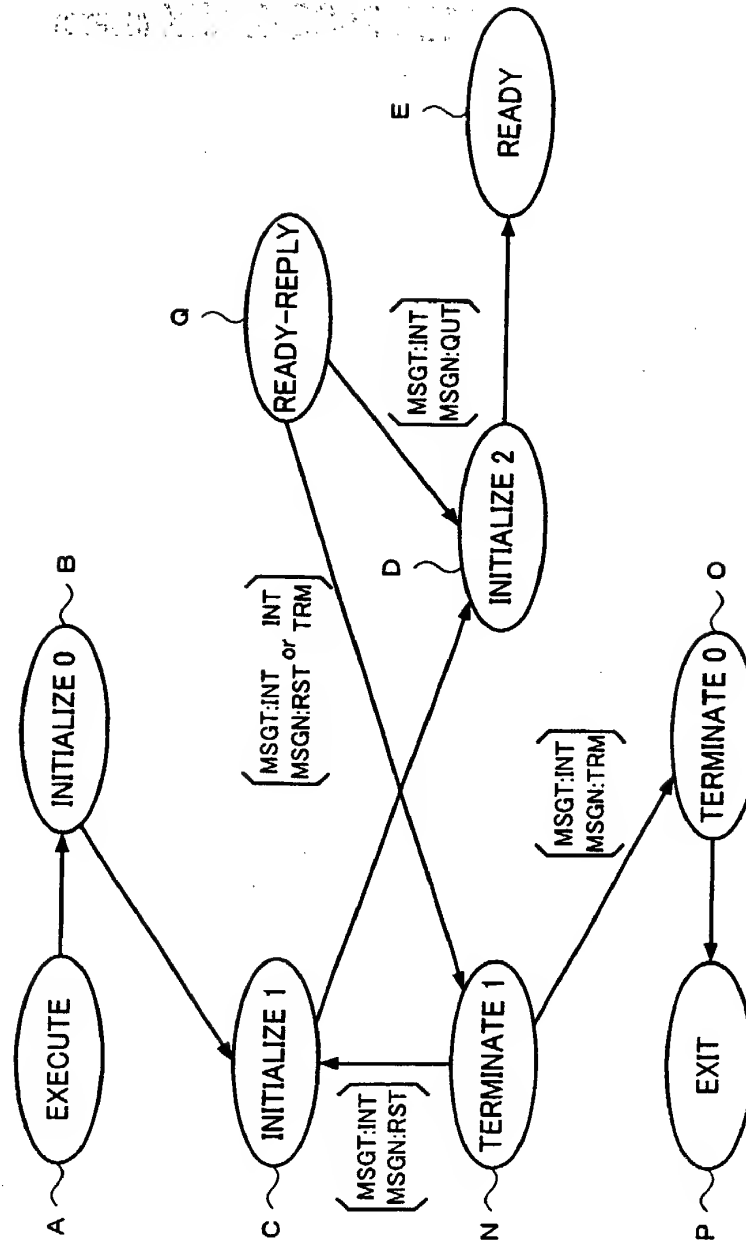 A
EXECUTE
INITIALIZE 0
B
C
INITIALIZE 1
MSGT:INT
MSGN:RST
or
INT
TRM
Q
READY-REPLY
MSGT:INT
MSGN:RST
D
INITIALIZE 2
MSGT:INT
MSGN:QUT
E
READY
N
TERMINATE 1
MSGT:INT
MSGN:TRM
P
EXIT
TERMINATE 0
O